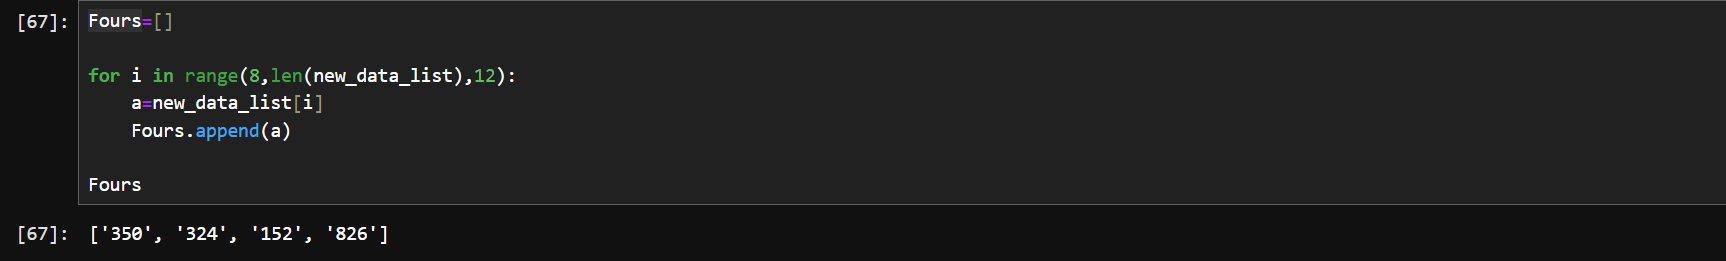 [67]: Fours=[]
for i in range(8,len(new_data_list),12):
    a=new_data_list[i]
    Fours.append(a)
Fours
[67]: ['350', '324', '152', '826']